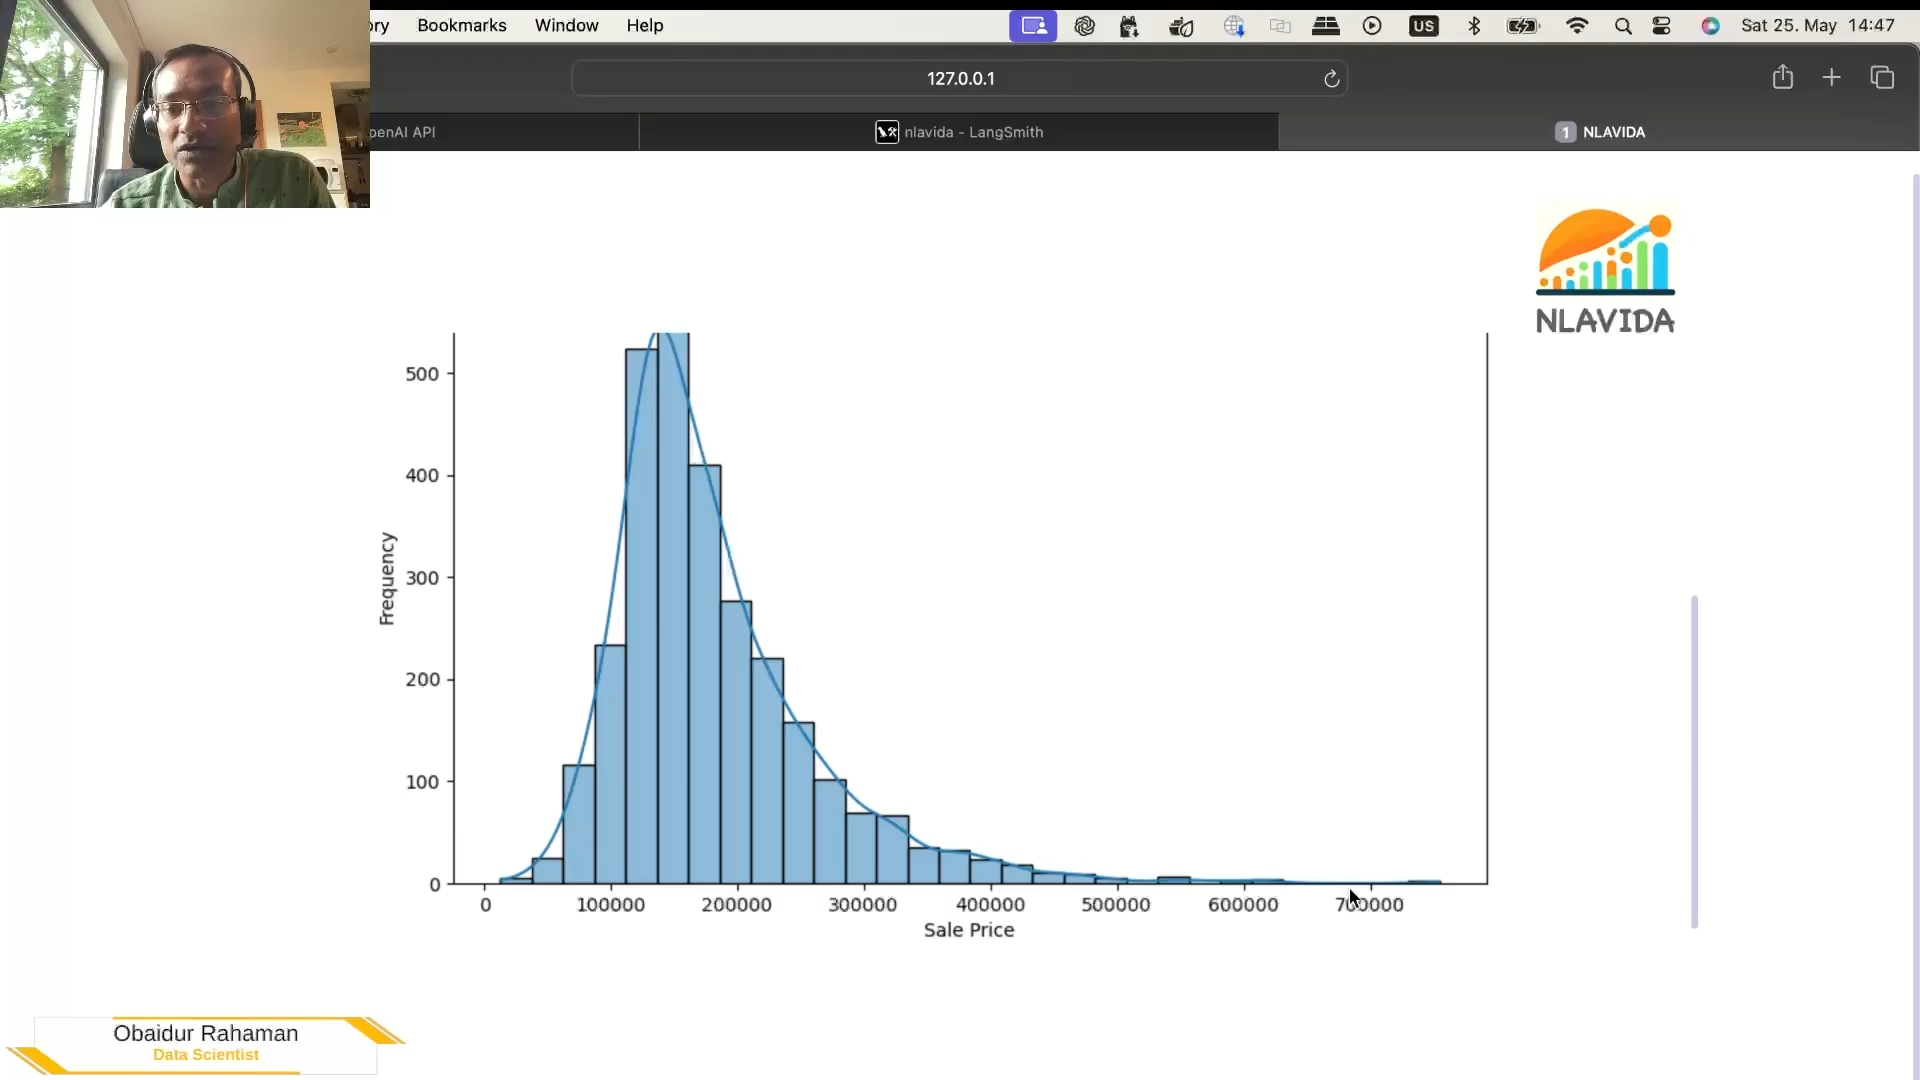 ory Bookmarks Window Help US Sat 25. May 14:47
127.0.0.1
penAI API nlavida - LangSmith 1 NLAVIDA
NLAVIDA
500
400
300
200
100
0
Frequency
0 100000 200000 300000 400000 500000 600000 700000
Sale Price
Obaidur Rahaman
Data Scientist